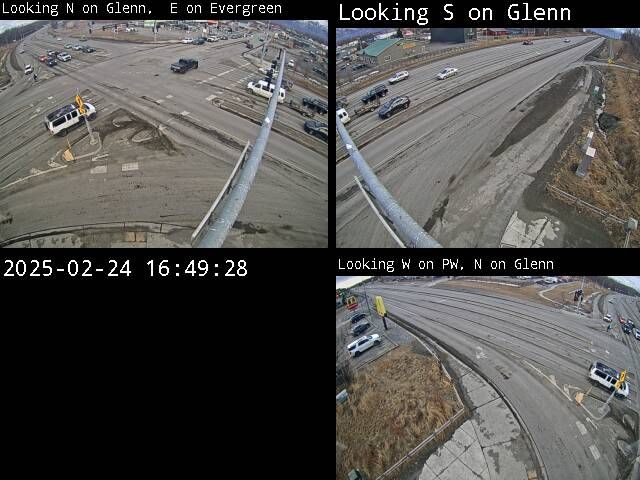 Looking N on Glenn, E on Evergreen
Looking S on Glenn
2025-02-24 16:49:28
Looking W on PW, N on Glenn